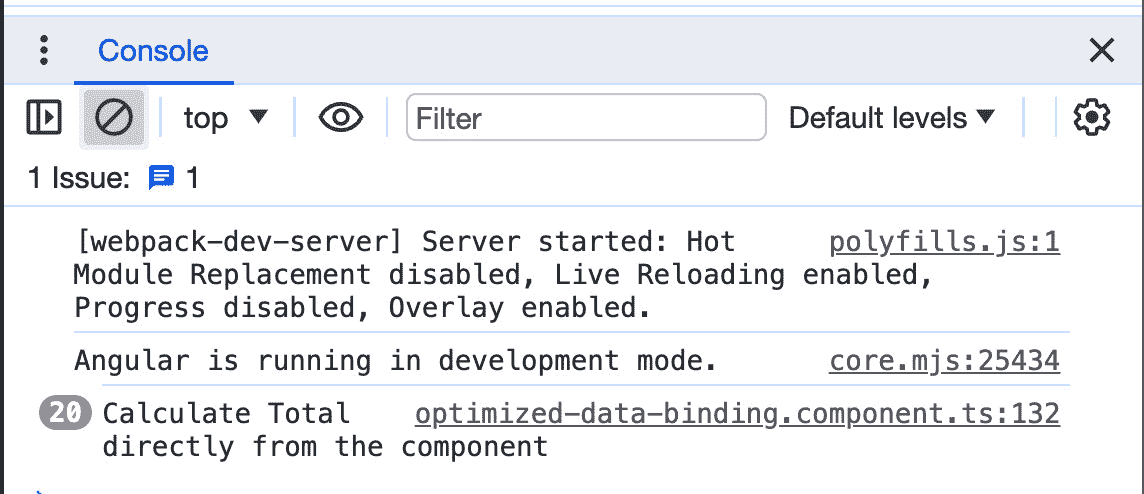 Console
top
Filter
Default levels
1 Issue: 1
[webpack-dev-server] Server started: Hot polyfills.js:1
Module Replacement disabled, Live Reloading enabled,
Progress disabled, Overlay enabled.
Angular is running in development mode. core.mjs:25434
20 Calculate Total optimized-data-binding.component.ts:132
directly from the component